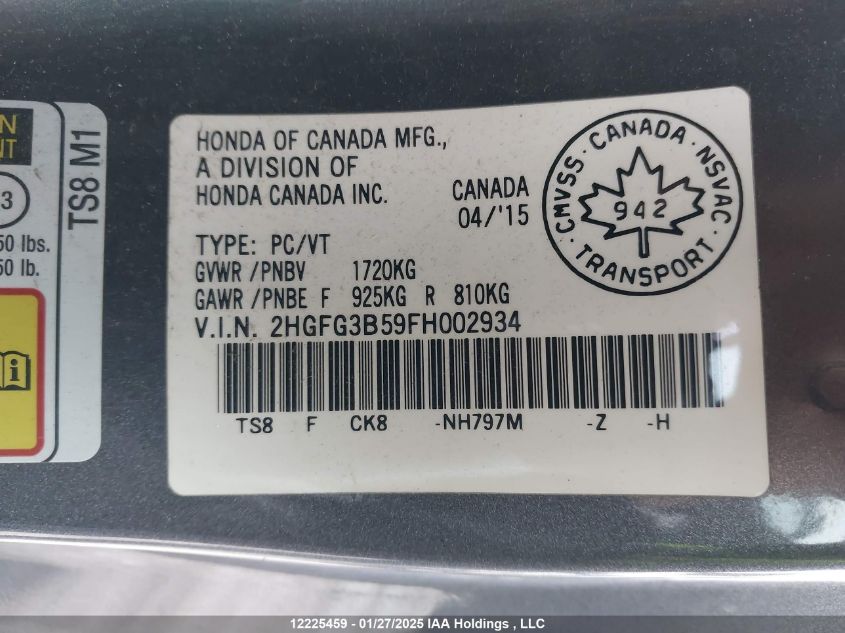 N
NT
3
50 lbs.
50 lb.
TS8 M1
HONDA OF CANADA MFG.,
A DIVISION OF
HONDA CANADA INC.
CANADA
04/'15
TYPE: PC/VT
GVWR /PNBV 1720KG
GAWR /PNBE F 925KG R 810KG
V.I.N. 2HGFG3B59FH002934
TS8 F CK8 -NH797M -Z -H
CMVSS · CANADA · NSVAC · TRANSPORT ·
942
12225459 - 01/27/2025 IAA Holdings , LLC